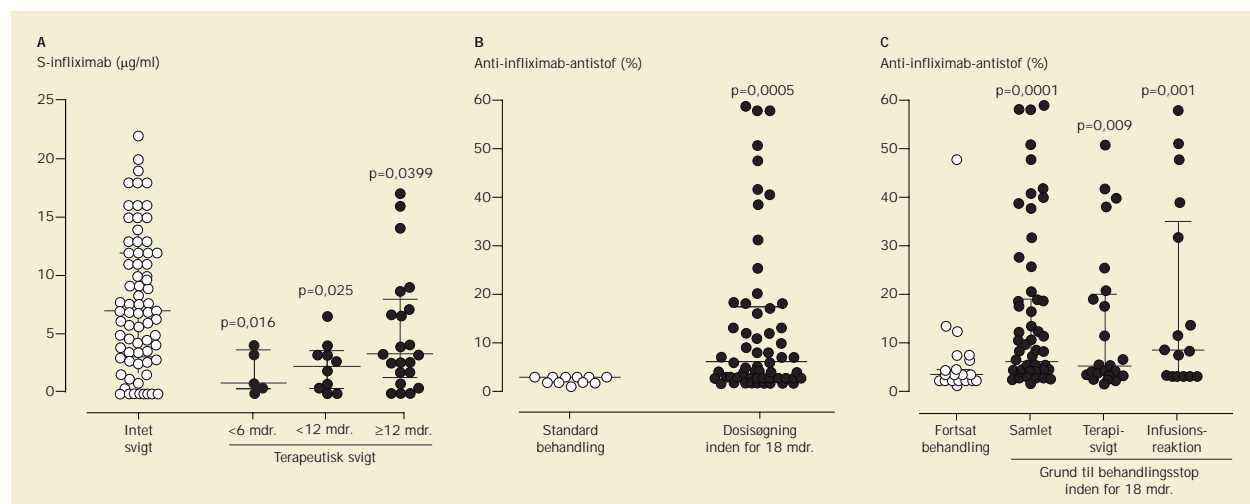 A
S-infliximab (µg/ml)
25
20
15
10
5
0
p=0,016
p=0,025
p=0,0399
Intet
svigt
<6 mdr.
<12 mdr.
≥12 mdr.
Terapeutisk svigt
B
Anti-infliximab-antistof (%)
60
50
40
30
20
10
0
p=0,0005
Standard
behandling
Dosisøgning
inden for 18 mdr.
C
Anti-infliximab-antistof (%)
60
50
40
30
20
10
0
p=0,0001
p=0,009
p=0,001
Fortsat
behandling
Samlet
Terapi-
svigt
Infusions-
reaktion
Grund til behandlingsstop
inden for 18 mdr.